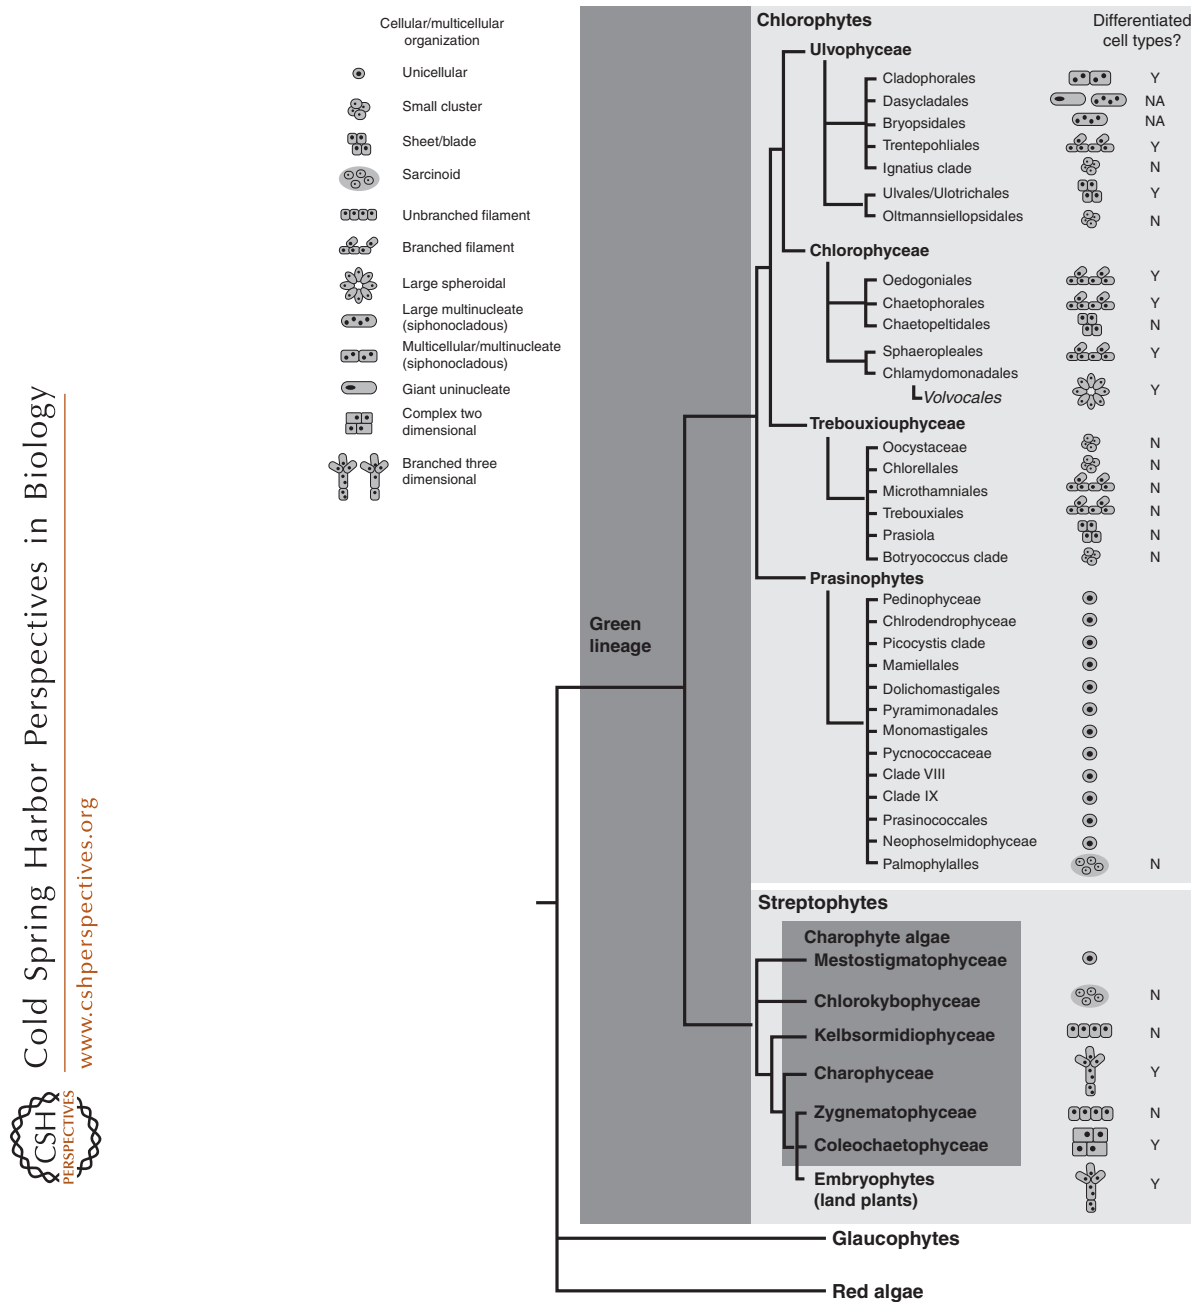 Cold Spring Harbor Perspectives in Biology
www.cshperspectives.org
CSH
PERSPECTIVES
Cellular/multicellular
organization
Unicellular
Small cluster
Sheet/blade
Sarcinoid
Unbranched filament
Branched filament
Large spheroidal
Large multinucleate
(siphonocladous)
Multicellular/multinucleate
(siphonocladous)
Giant uninucleate
Complex two
dimensional
Branched three
dimensional
Green
lineage
Chlorophytes
Differentiated
cell types?
Ulvophyceae
Cladophorales Y
Dasycladales NA
Bryopsidales NA
Trentepohliales Y
Ignatius clade N
Ulvales/Ulotrichales Y
Oltmannsiellopsidales N
Chlorophyceae
Oedogoniales Y
Chaetophorales Y
Chaetopeltidales N
Sphaeropleales Y
Chlamydomonadales
Volvocales Y
Trebouxiouphyceae
Oocystaceae N
Chlorellales N
Microthamniales N
Trebouxiales N
Prasiola N
Botryococcus clade N
Prasinophytes
Pedinophyceae
Chlrodendrophyceae
Picocystis clade
Mamiellales
Dolichomastigales
Pyramimonadales
Monomastigales
Pycnococcaceae
Clade VIII
Clade IX
Prasinococcales
Neophoselmidophyceae
Palmophylalles N
Streptophytes
Charophyte algae
Mestostigmatophyceae
Chlorokybophyceae N
Kelbsormidiophyceae N
Charophyceae Y
Zygnematophyceae N
Coleochaetophyceae Y
Embryophytes Y
(land plants)
Glaucophytes
Red algae